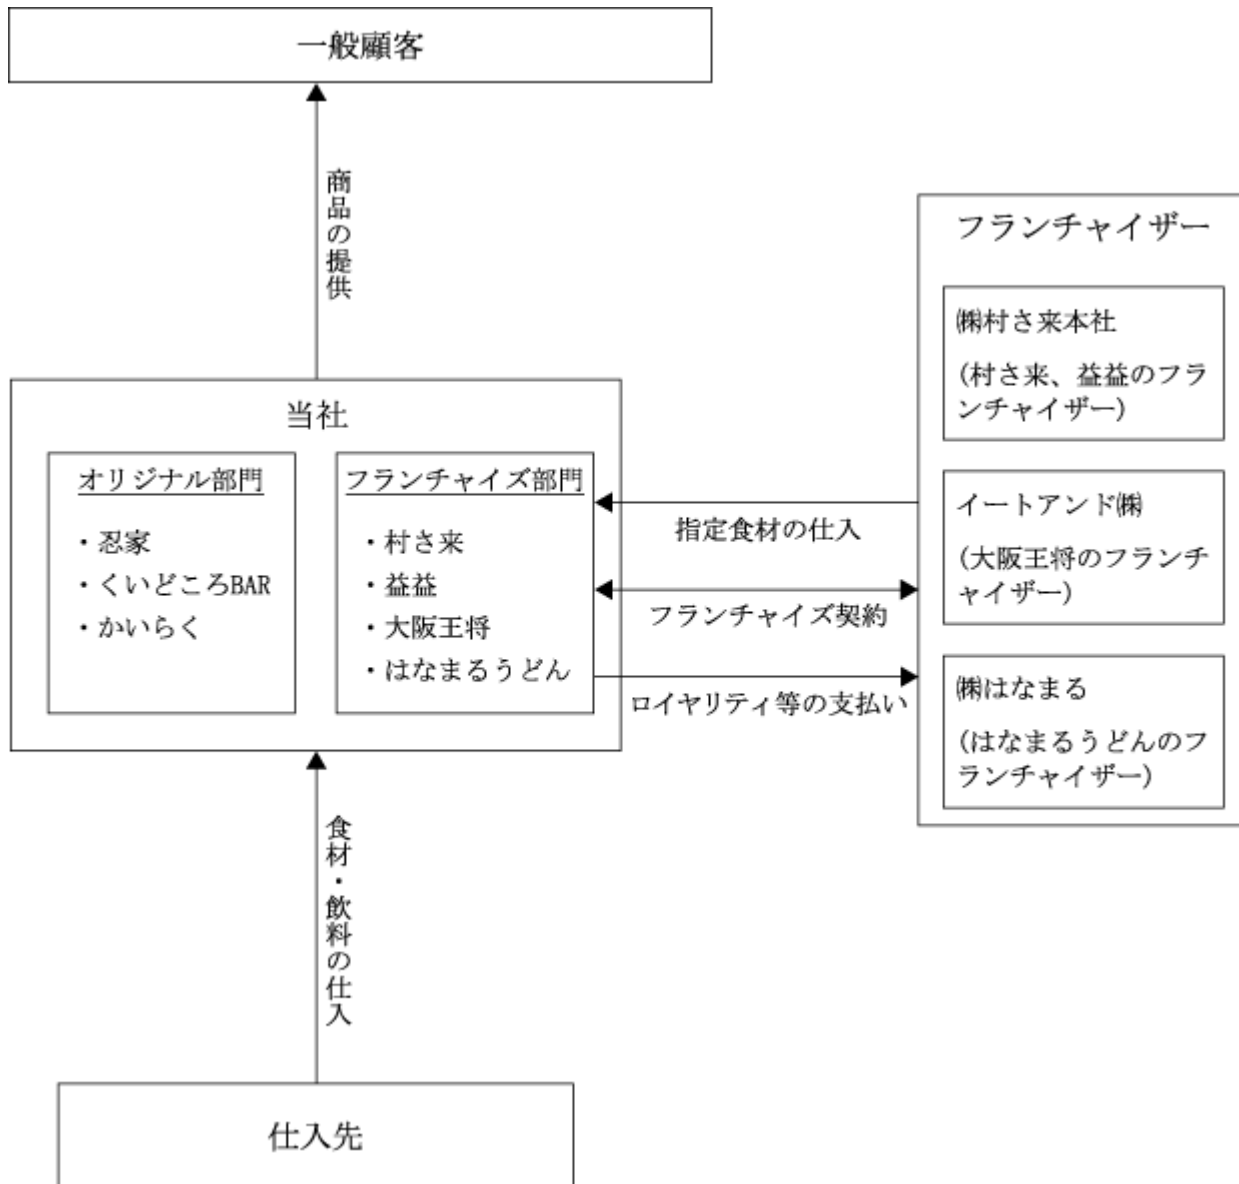 一般顧客
商品の提供
当社
オリジナル部門
・忍家
・くいどころBAR
・かいらく
フランチャイズ部門
・村さ来
・益益
・大阪王将
・はなまるうどん
指定食材の仕入
フランチャイズ契約
ロイヤリティ等の支払い
フランチャイザー
㈱村さ来本社
(村さ来、益益のフラ
ンチャイザー)
イートアンド㈱
(大阪王将のフランチ
ャイザー)
㈱はなまる
(はなまるうどんのフ
ランチャイザー)
食材・飲料の仕入
仕入先